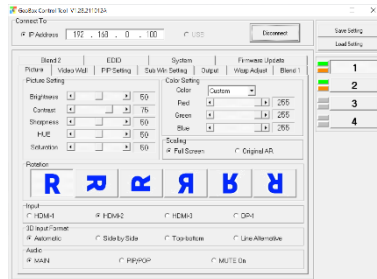 GeoBox Control Tool V1.28.211012A
Connect To
IP Address 192 . 168 . 0 . 100 USB Disconnect
Save Setting
Load Setting
Blend 2 EDID System Firmware Update
Picture Video Wall PIP Setting Sub Win Setting Output Warp Adjust Blend 1
Picture Setting
Brightness 50
Contrast 75
Sharpness 50
HUE 50
Saturation 50
Color Setting
Color Custom
Red 255
Green 255
Blue 255
Scaling
Full Screen Original AR
Rotation
R R R R R R
Input
HDMI-1 HDMI-2 HDMI-3 DP-4
3D Input Format
Automatic Side by Side Top-bottom Line Alternative
Audio
MAIN PIP/POP MUTE On
1
2
3
4